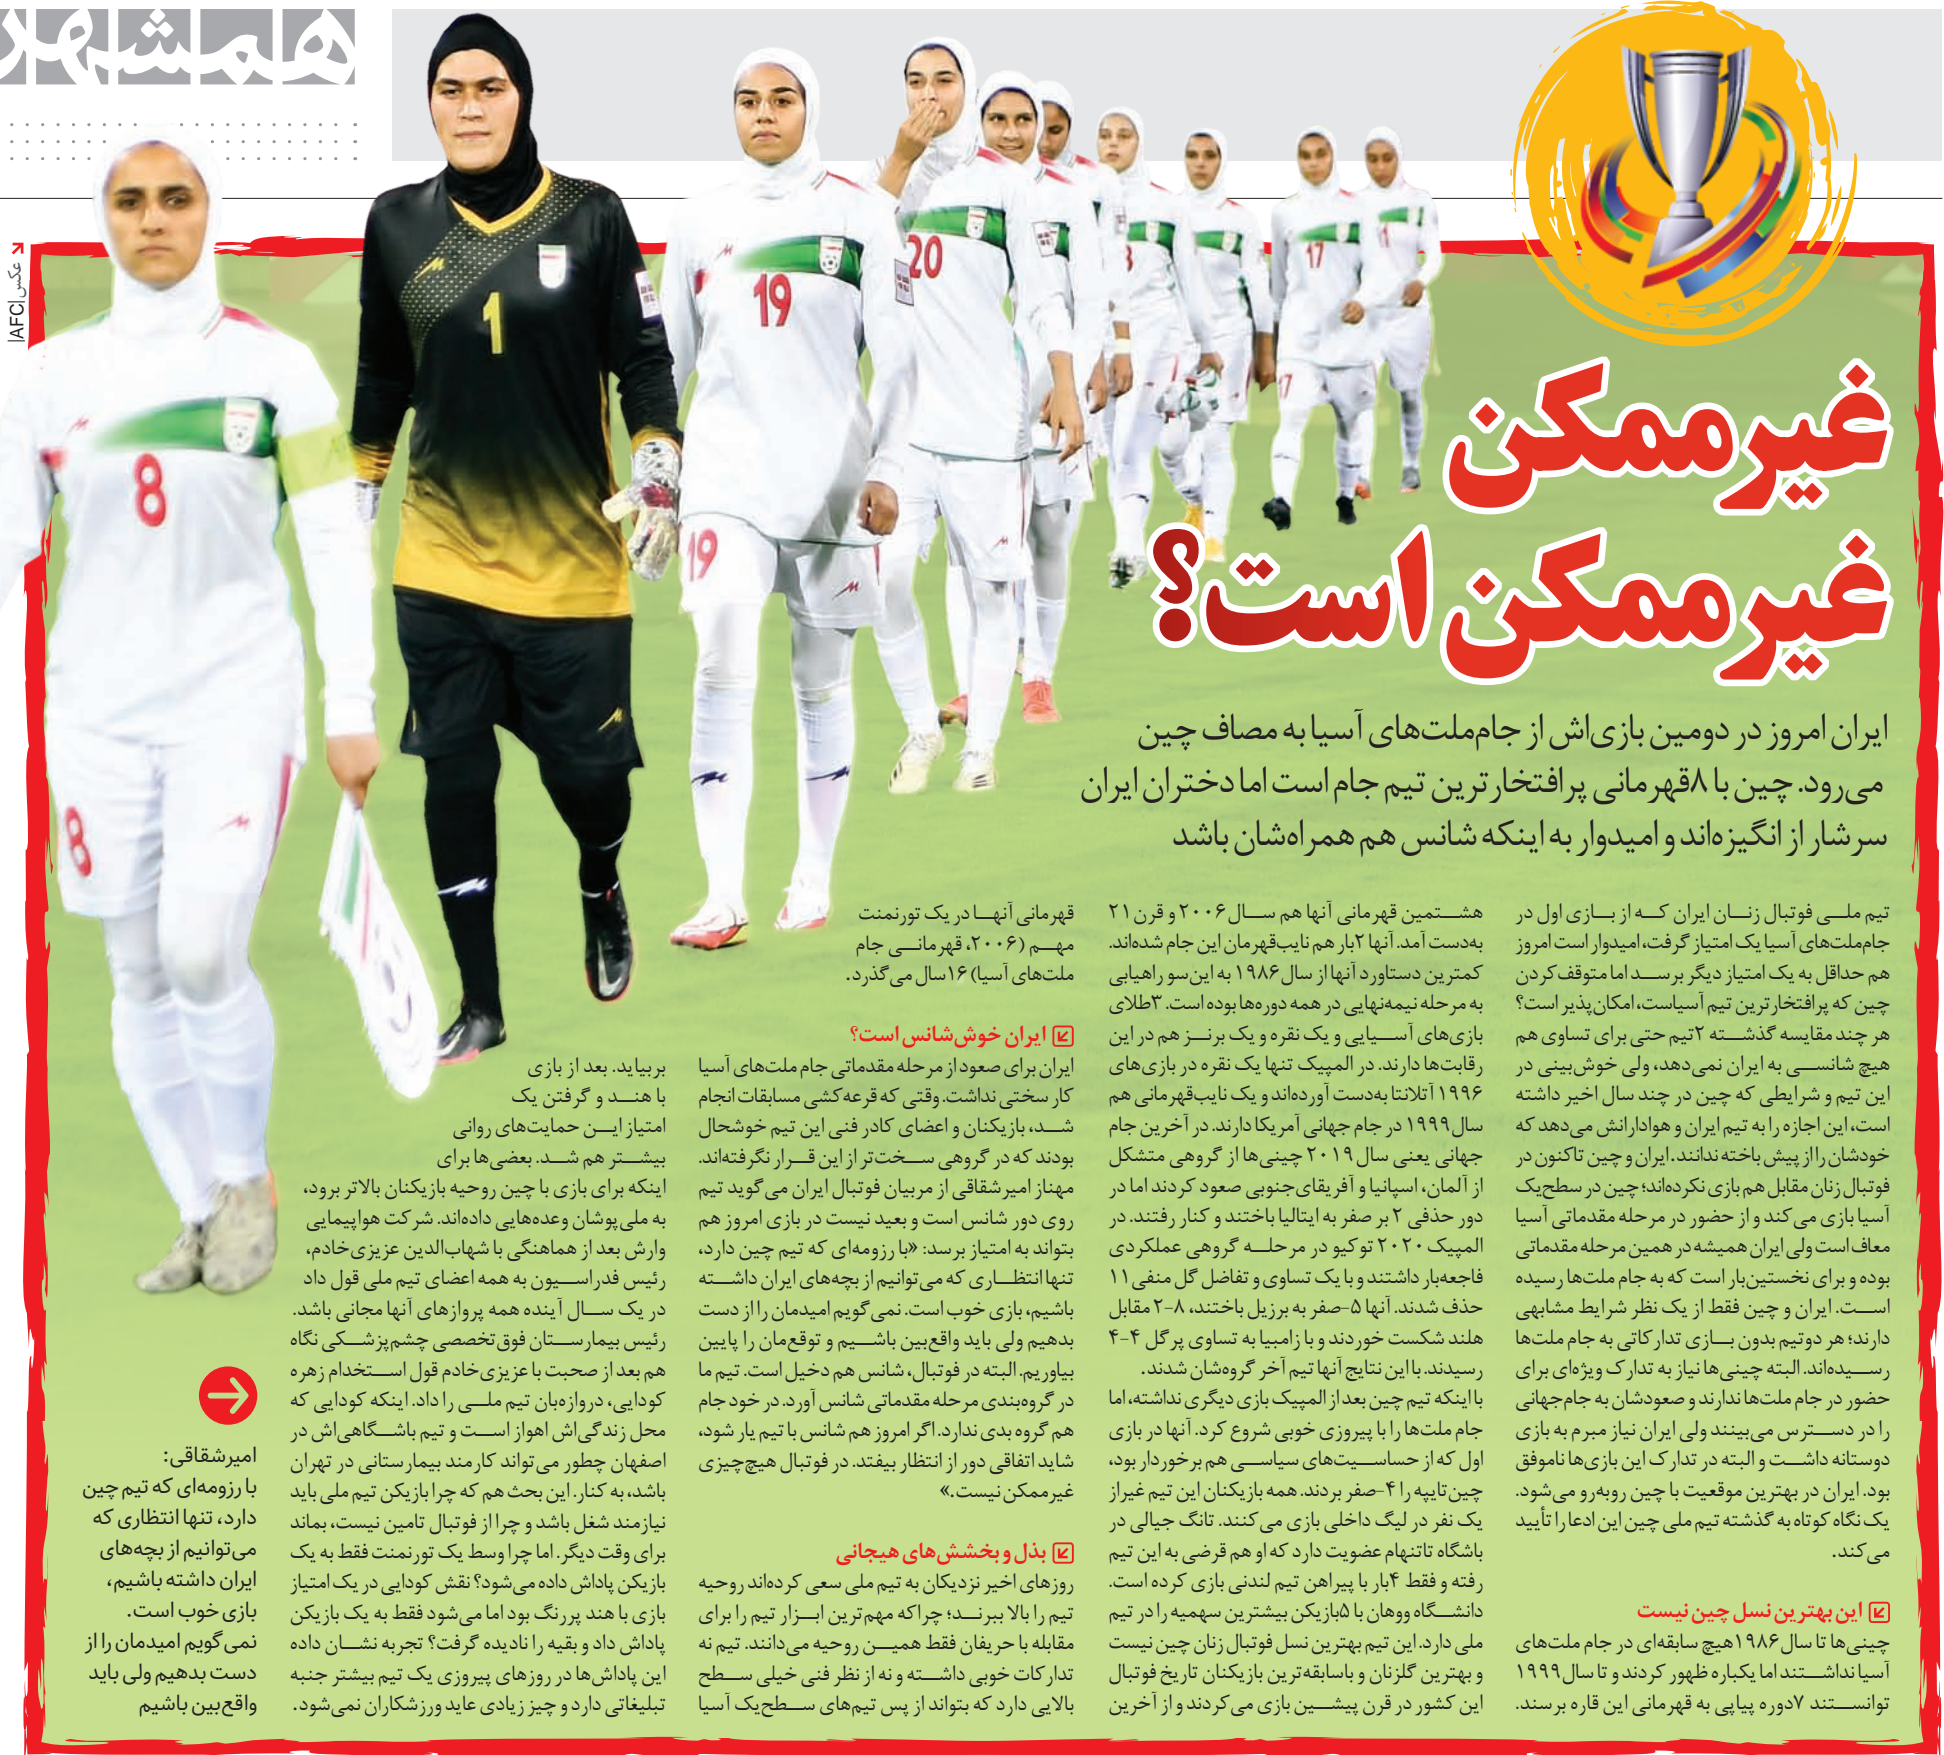 همشهری
عکس |AFC|
غیرممکن
غیرممکن است؟
ایران امروز در دومین بازی‌اش از جام‌ملت‌های آسیا به مصاف چین
می‌رود. چین با ۸قهرمانی پرافتخارترین تیم جام است اما دختران ایران
سرشار از انگیزه‌اند و امیدوار به اینکه شانس هم همراه‌شان باشد
تیم ملی فوتبال زنان ایران که از بازی اول در
جام‌ملت‌های آسیا یک امتیاز گرفت، امیدوار است امروز
هم حداقل به یک امتیاز دیگر برسد اما متوقف کردن
چین که پرافتخارترین تیم آسیاست، امکان‌پذیر است؟
هر چند مقایسه گذشته ۲تیم حتی برای تساوی هم
هیچ شانسی به ایران نمی‌دهد، ولی خوش‌بینی در
این تیم و شرایطی که چین در چند سال اخیر داشته
است، این اجازه را به تیم ایران و هوادارانش می‌دهد که
خودشان را از پیش باخته ندانند. ایران و چین تاکنون در
فوتبال زنان مقابل هم بازی نکرده‌اند؛ چین در سطح‌یک
آسیا بازی می‌کند و از حضور در مرحله مقدماتی آسیا
معاف است ولی ایران همیشه در همین مرحله مقدماتی
بوده و برای نخستین‌بار است که به جام ملت‌ها رسیده
است. ایران و چین فقط از یک نظر شرایط مشابهی
دارند؛ هر دوتیم بدون بازی تدارکاتی به جام ملت‌ها
رسیده‌اند. البته چینی‌ها نیاز به تدارک ویژه‌ای برای
حضور در جام ملت‌ها ندارند و صعودشان به جام‌جهانی
را در دسترس می‌بینند ولی ایران نیاز مبرم به بازی
دوستانه داشت و البته در تدارک این بازی‌ها ناموفق
بود. ایران در بهترین موقعیت با چین روبه‌رو می‌شود.
یک نگاه کوتاه به گذشته تیم ملی چین این ادعا را تأیید
می‌کند.
این بهترین نسل چین نیست
چینی‌ها تا سال ۱۹۸۶هیچ سابقه‌ای در جام ملت‌های
آسیا نداشتند اما یکباره ظهور کردند و تا سال ۱۹۹۹
توانستند ۷دوره پیاپی به قهرمانی این قاره برسند.
هشتمین قهرمانی آنها هم سال ۲۰۰۶ و قرن ۲۱
به‌دست آمد. آنها ۲بار هم نایب‌قهرمان این جام شده‌اند.
کمترین دستاورد آنها از سال ۱۹۸۶ به این‌سو راهیابی
به مرحله نیمه‌نهایی در همه دوره‌ها بوده است. ۳طلای
بازی‌های آسیایی و یک نقره و یک برنز هم در این
رقابت‌ها دارند. در المپیک تنها یک نقره در بازی‌های
۱۹۹۶ آتلانتا به‌دست آورده‌اند و یک نایب‌قهرمانی هم
سال ۱۹۹۹ در جام جهانی آمریکا دارند. در آخرین جام
جهانی یعنی سال ۲۰۱۹ چینی‌ها از گروهی متشکل
از آلمان، اسپانیا و آفریقای‌جنوبی صعود کردند اما در
دور حذفی ۲ بر صفر به ایتالیا باختند و کنار رفتند. در
المپیک ۲۰۲۰ توکیو در مرحله گروهی عملکردی
فاجعه‌بار داشتند و با یک تساوی و تفاضل گل منفی ۱۱
حذف شدند. آنها ۵-صفر به برزیل باختند، ۸-۲ مقابل
هلند شکست خوردند و با زامبیا به تساوی پرگل ۴-۴
رسیدند. با این نتایج آنها تیم آخر گروه‌شان شدند.
با اینکه تیم چین بعد از المپیک بازی دیگری نداشته، اما
جام ملت‌ها را با پیروزی خوبی شروع کرد. آنها در بازی
اول که از حساسیت‌های سیاسی هم برخوردار بود،
چین‌تایپه را ۴-صفر بردند. همه بازیکنان این تیم غیر از
یک نفر در لیگ داخلی بازی می‌کنند. تانگ جیالی در
باشگاه تاتنهام عضویت دارد که او هم قرضی به این تیم
رفته و فقط ۴بار با پیراهن تیم لندنی بازی کرده است.
دانشگاه ووهان با ۵بازیکن بیشترین سهمیه را در تیم
ملی دارد. این تیم بهترین نسل فوتبال زنان چین نیست
و بهترین گلزنان و باسابقه‌ترین بازیکنان تاریخ فوتبال
این کشور در قرن پیشین بازی می‌کردند و از آخرین
قهرمانی آنها در یک تورنمنت
مهم (۲۰۰۶، قهرمانی جام
ملت‌های آسیا) ۱۶سال می‌گذرد.
ایران خوش‌شانس است؟
ایران برای صعود از مرحله مقدماتی جام ملت‌های آسیا
کار سختی نداشت. وقتی که قرعه‌کشی مسابقات انجام
شد، بازیکنان و اعضای کادر فنی این تیم خوشحال
بودند که در گروهی سخت‌تر از این قرار نگرفته‌اند.
مهناز امیرشقاقی از مربیان فوتبال ایران می‌گوید تیم
روی دور شانس است و بعید نیست در بازی امروز هم
بتواند به امتیاز برسد: «با رزومه‌ای که تیم چین دارد،
تنها انتظاری که می‌توانیم از بچه‌های ایران داشته
باشیم، بازی خوب است. نمی‌گویم امیدمان را از دست
بدهیم ولی باید واقع‌بین باشیم و توقع‌مان را پایین
بیاوریم. البته در فوتبال، شانس هم دخیل است. تیم ما
در گروه‌بندی مرحله مقدماتی شانس آورد. در خود جام
هم گروه بدی ندارد. اگر امروز هم شانس با تیم یار شود،
شاید اتفاقی دور از انتظار بیفتد. در فوتبال هیچ‌چیزی
غیرممکن نیست.»
بذل و بخشش‌های هیجانی
روزهای اخیر نزدیکان به تیم ملی سعی کرده‌اند روحیه
تیم را بالا ببرند؛ چراکه مهم‌ترین ابزار تیم را برای
مقابله با حریفان فقط همین روحیه می‌دانند. تیم نه
تدارکات خوبی داشته و نه از نظر فنی خیلی سطح
بالایی دارد که بتواند از پس تیم‌های سطح‌یک آسیا
بربیاید. بعد از بازی
با هند و گرفتن یک
امتیاز این حمایت‌های روانی
بیشتر هم شد. بعضی‌ها برای
اینکه برای بازی با چین روحیه بازیکنان بالاتر برود،
به ملی‌پوشان وعده‌هایی داده‌اند. شرکت هواپیمایی
وارش بعد از هماهنگی با شهاب‌الدین عزیزی‌خادم،
رئیس فدراسیون به همه اعضای تیم ملی قول داد
در یک سال آینده همه پروازهای آنها مجانی باشد.
رئیس بیمارستان فوق‌تخصصی چشم‌پزشکی نگاه
هم بعد از صحبت با عزیزی‌خادم قول استخدام زهره
کودایی، دروازه‌بان تیم ملی را داد. اینکه کودایی که
محل زندگی‌اش اهواز است و تیم باشگاهی‌اش در
اصفهان چطور می‌تواند کارمند بیمارستانی در تهران
باشد، به کنار. این بحث هم که چرا بازیکن تیم ملی باید
نیازمند شغل باشد و چرا از فوتبال تامین نیست، بماند
برای وقت دیگر. اما چرا وسط یک تورنمنت فقط به یک
بازیکن پاداش داده می‌شود؟ نقش کودایی در یک امتیاز
بازی با هند پررنگ بود اما می‌شود فقط به یک بازیکن
پاداش داد و بقیه را نادیده گرفت؟ تجربه نشان داده
این پاداش‌ها در روزهای پیروزی یک تیم بیشتر جنبه
تبلیغاتی دارد و چیز زیادی عاید ورزشکاران نمی‌شود.
امیرشقاقی:
با رزومه‌ای که تیم چین
دارد، تنها انتظاری که
می‌توانیم از بچه‌های
ایران داشته باشیم،
بازی خوب است.
نمی‌گویم امیدمان را از
دست بدهیم ولی باید
واقع‌بین باشیم
8
8
1
19
19
20
3
17
17